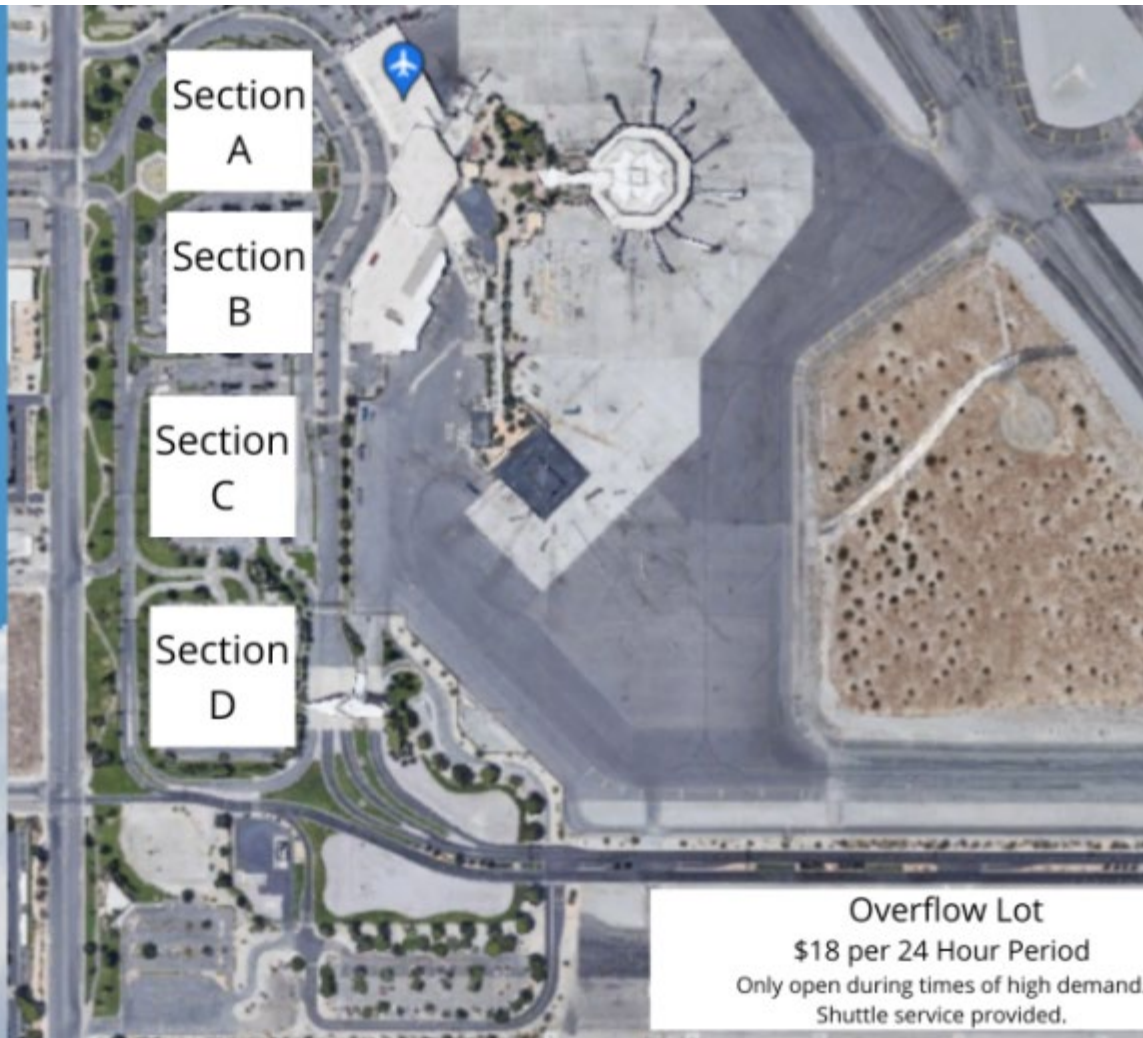 Section
A
Section
B
Section
C
Section
D
Overflow Lot
$18 per 24 Hour Period
Only open during times of high demand.
Shuttle service provided.